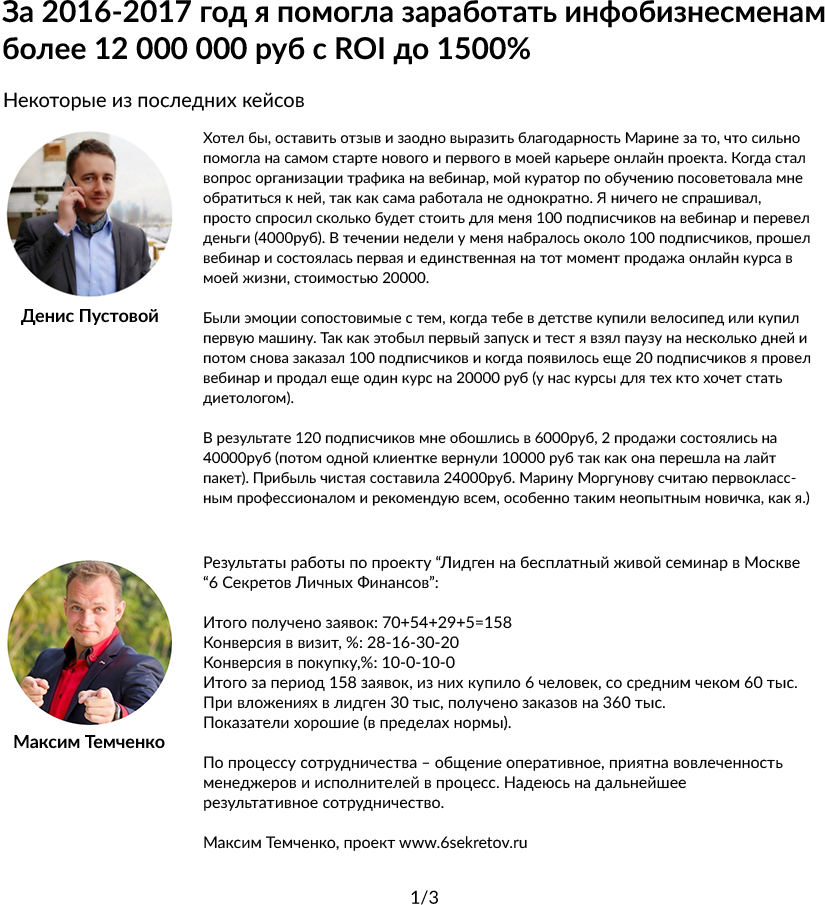 За 2016-2017 год я помогла заработать инфобизнесменам
более 12 000 000 руб с ROI до 1500%
Некоторые из последних кейсов
Хотел бы, оставить отзыв и заодно выразить благодарность Марине за то, что сильно
помогла на самом старте нового и первого в моей карьере онлайн проекта. Когда стал
вопрос организации трафика на вебинар, мой куратор по обучению посоветовала мне
обратиться к ней, так как сама работала не однократно. Я ничего не спрашивал,
просто спросил сколько будет стоить для меня 100 подписчиков на вебинар и перевел
деньги (4000руб). В течении недели у меня набралось около 100 подписчиков, прошел
вебинар и состоялась первая и единственная на тот момент продажа онлайн курса в
моей жизни, стоимостью 20000.
Денис Пустовой
Были эмоции сопостовимые с тем, когда тебе в детстве купили велосипед или купил
первую машину. Так как этобыл первый запуск и тест я взял паузу на несколько дней и
потом снова заказал 100 подписчиков и когда появилось еще 20 подписчиков я провел
вебинар и продал еще один курс на 20000 руб (у нас курсы для тех кто хочет стать
диетологом).
В результате 120 подписчиков мне обошлись в 6000руб, 2 продажи состоялись на
40000руб (потом одной клиентке вернули 10000 руб так как она перешла на лайт
пакет). Прибыль чистая составила 24000руб. Марину Моргунову считаю первокласс-
ным профессионалом и рекомендую всем, особенно таким неопытным новичка, как я.)
Результаты работы по проекту “Лидген на бесплатный живой семинар в Москве
“6 Секретов Личных Финансов”:
Итого получено заявок: 70+54+29+5=158
Конверсия в визит, %: 28-16-30-20
Конверсия в покупку,%: 10-0-10-0
Итого за период 158 заявок, из них купило 6 человек, со средним чеком 60 тыс.
При вложениях в лидген 30 тыс, получено заказов на 360 тыс.
Показатели хорошие (в пределах нормы).
Максим Темченко
По процессу сотрудничества – общение оперативное, приятна вовлеченность
менеджеров и исполнителей в процесс. Надеюсь на дальнейшее
результативное сотрудничество.
Максим Темченко, проект www.6sekretov.ru
1/3